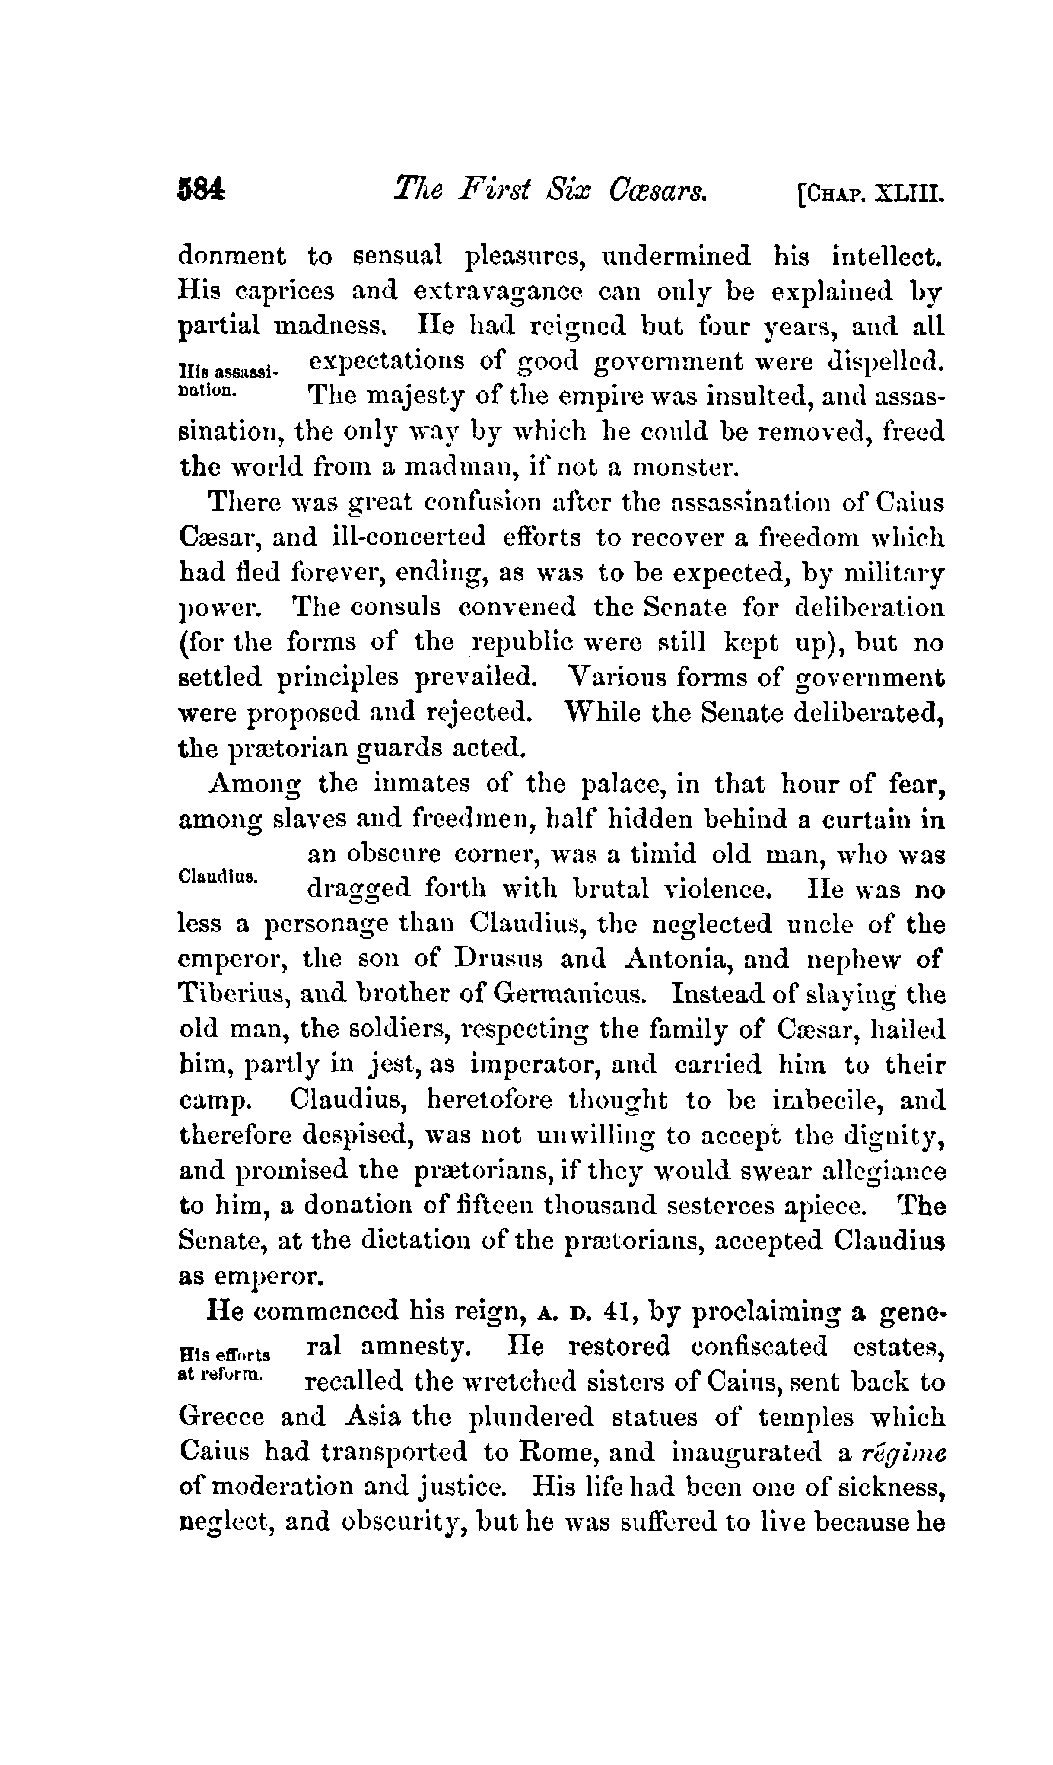 584 The First Six Cæsars. [CHAP. XLIII.
donment to sensual pleasures, undermined his intellect.
His caprices and extravagance can only be explained by
partial madness. He had reigned but four years, and all
His assassi- expectations of good government were dispelled.
nation. The majesty of the empire was insulted, and assas-
sination, the only way by which he could be removed, freed
the world from a madman, if not a monster.
There was great confusion after the assassination of Caius
Cæsar, and ill-concerted efforts to recover a freedom which
had fled forever, ending, as was to be expected, by military
power. The consuls convened the Senate for deliberation
(for the forms of the republic were still kept up), but no
settled principles prevailed. Various forms of government
were proposed and rejected. While the Senate deliberated,
the prætorian guards acted.
Among the inmates of the palace, in that hour of fear,
among slaves and freedmen, half hidden behind a curtain in
an obscure corner, was a timid old man, who was
Claudius. dragged forth with brutal violence. He was no
less a personage than Claudius, the neglected uncle of the
emperor, the son of Drusus and Antonia, and nephew of
Tiberius, and brother of Germanicus. Instead of slaying the
old man, the soldiers, respecting the family of Cæsar, hailed
him, partly in jest, as imperator, and carried him to their
camp. Claudius, heretofore thought to be imbecile, and
therefore despised, was not unwilling to accept the dignity,
and promised the prætorians, if they would swear allegiance
to him, a donation of fifteen thousand sesterces apiece. The
Senate, at the dictation of the prætorians, accepted Claudius
as emperor.
He commenced his reign, A. D. 41, by proclaiming a gene-
His efforts ral amnesty. He restored confiscated estates,
at reform. recalled the wretched sisters of Caius, sent back to
Greece and Asia the plundered statues of temples which
Caius had transported to Rome, and inaugurated a régime
of moderation and justice. His life had been one of sickness,
neglect, and obscurity, but he was suffered to live because he